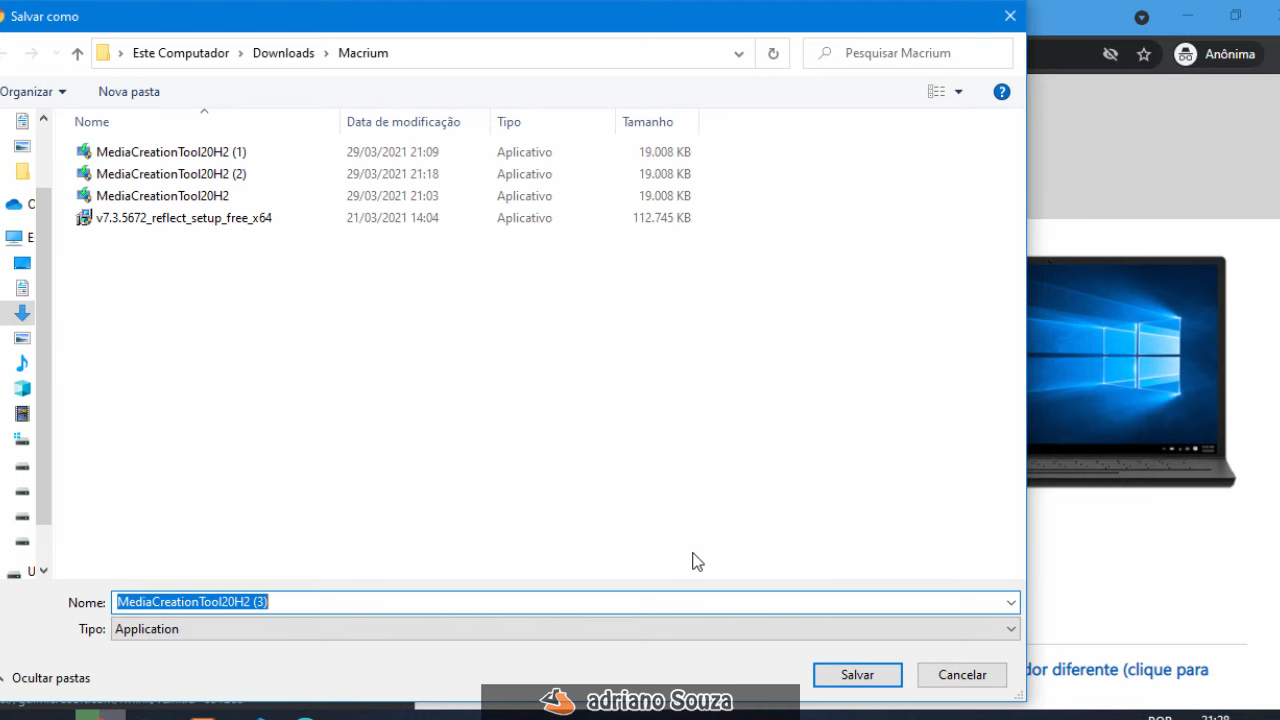 Salvar como
Este Computador > Downloads > Macrium
Pesquisar Macrium
Anônima
Organizar
Nova pasta
Nome
Data de modificação
Tipo
Tamanho
MediaCreationTool20H2 (1) 29/03/2021 21:09 Aplicativo 19.008 KB
MediaCreationTool20H2 (2) 29/03/2021 21:18 Aplicativo 19.008 KB
MediaCreationTool20H2 29/03/2021 21:03 Aplicativo 19.008 KB
v7.3.5672_reflect_setup_free_x64 21/03/2021 14:04 Aplicativo 112.745 KB
C
E
U
Nome: MediaCreationTool20H2 (3)
Tipo: Application
dor diferente (clique para
Ocultar pastas
Salvar
Cancelar
adriano Souza